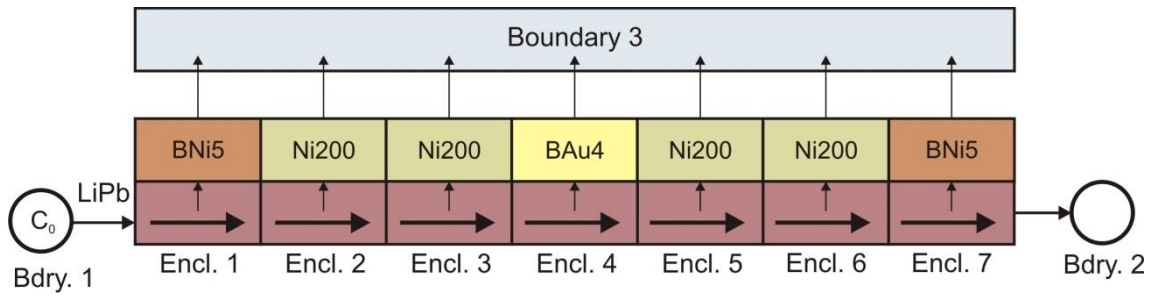 Boundary 3
BNi5 Ni200 Ni200 BAu4 Ni200 Ni200 BNi5
LiPb
C₀
Bdry. 1 Encl. 1 Encl. 2 Encl. 3 Encl. 4 Encl. 5 Encl. 6 Encl. 7 Bdry. 2